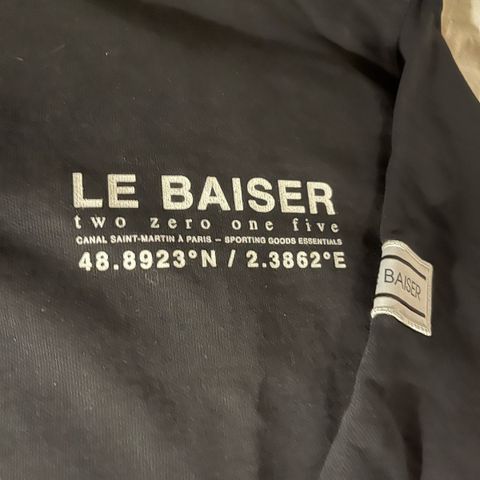 LE BAISER
two zero one five
CANAL SAINT-MARTIN À PARIS – SPORTING GOODS ESSENTIALS
48.8923°N / 2.3862°E
BAISER